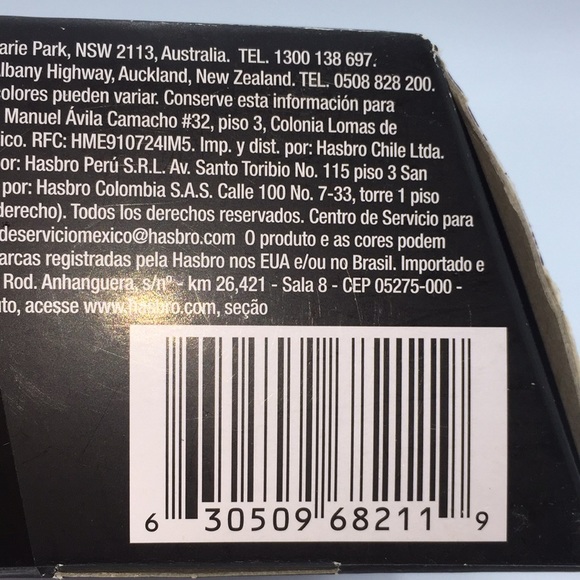 arie Park, NSW 2113, Australia. TEL. 1300 138 697.
lbany Highway, Auckland, New Zealand. TEL. 0508 828 200.
colores pueden variar. Conserve esta información para
Manuel Ávila Camacho #32, piso 3, Colonia Lomas de
ico. RFC: HME910724IM5. Imp. y dist. por: Hasbro Chile Ltda.
or: Hasbro Perú S.R.L. Av. Santo Toribio No. 115 piso 3 San
por: Hasbro Colombia S.A.S. Calle 100 No. 7-33, torre 1 piso
derecho). Todos los derechos reservados. Centro de Servicio para
deserviciomexico@hasbro.com O produto e as cores podem
arcas registradas pela Hasbro nos EUA e/ou no Brasil. Importado e
Rod. Anhanguera, s/nº - km 26,421 - Sala 8 - CEP 05275-000 -
uto, acesse www.hasbro.com, seção
6 30509 68211 9